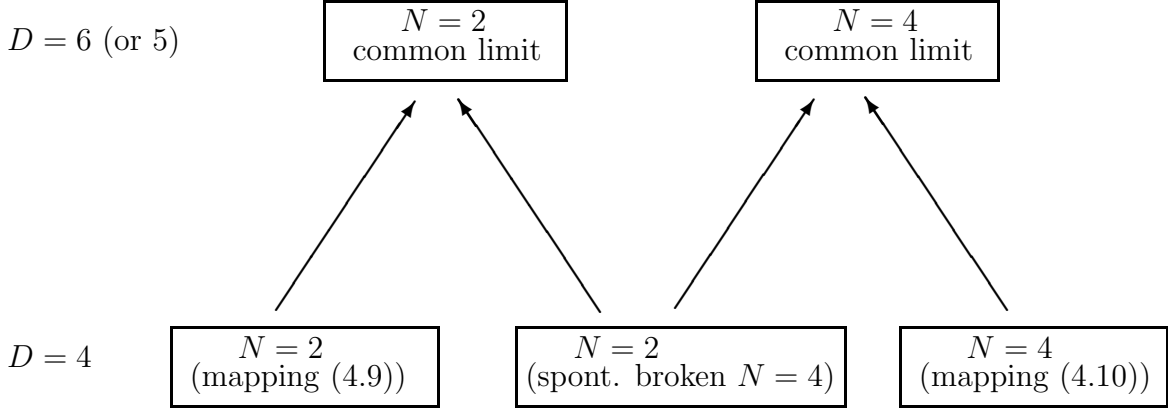 D = 6 (or 5)
N = 2
common limit
N = 4
common limit
D = 4
N = 2
(mapping (4.9))
N = 2
(spont. broken N = 4)
N = 4
(mapping (4.10))